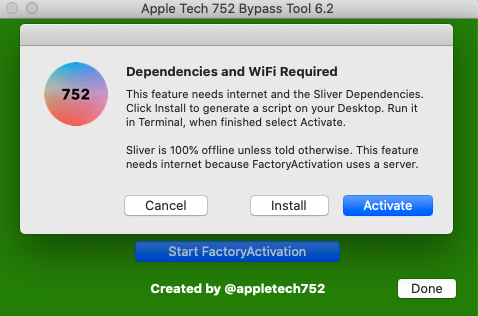 Apple Tech 752 Bypass Tool 6.2
752
Dependencies and WiFi Required
This feature needs internet and the Sliver Dependencies.
Click Install to generate a script on your Desktop. Run it
in Terminal, when finished select Activate.
Sliver is 100% offline unless told otherwise. This feature
needs internet because FactoryActivation uses a server.
Cancel
Install
Activate
Start FactoryActivation
Created by @appletech752
Done